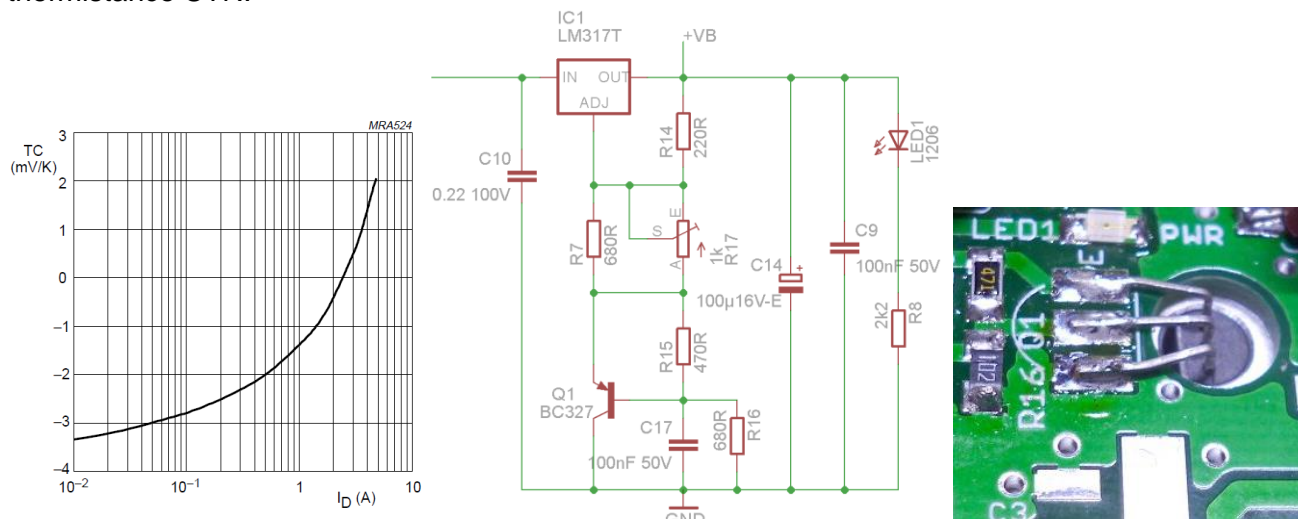 thermistance CTN.
MRA524
TC
(mV/K)
3
2
1
0
−1
−2
−3
−4
10−2
10−1
1
10
ID (A)
IC1
LM317T
IN
OUT
ADJ
+VB
C10
0.22 100V
R14
220R
R7
680R
E
S
A
1k
R17
R15
470R
Q1
BC327
C17
100nF 50V
680R
R16
C14
+
100µ16V-E
C9
100nF 50V
LED1
1206
2k2
R8
GND
LED1
PWR
E
471
102
R16
Q1
C3